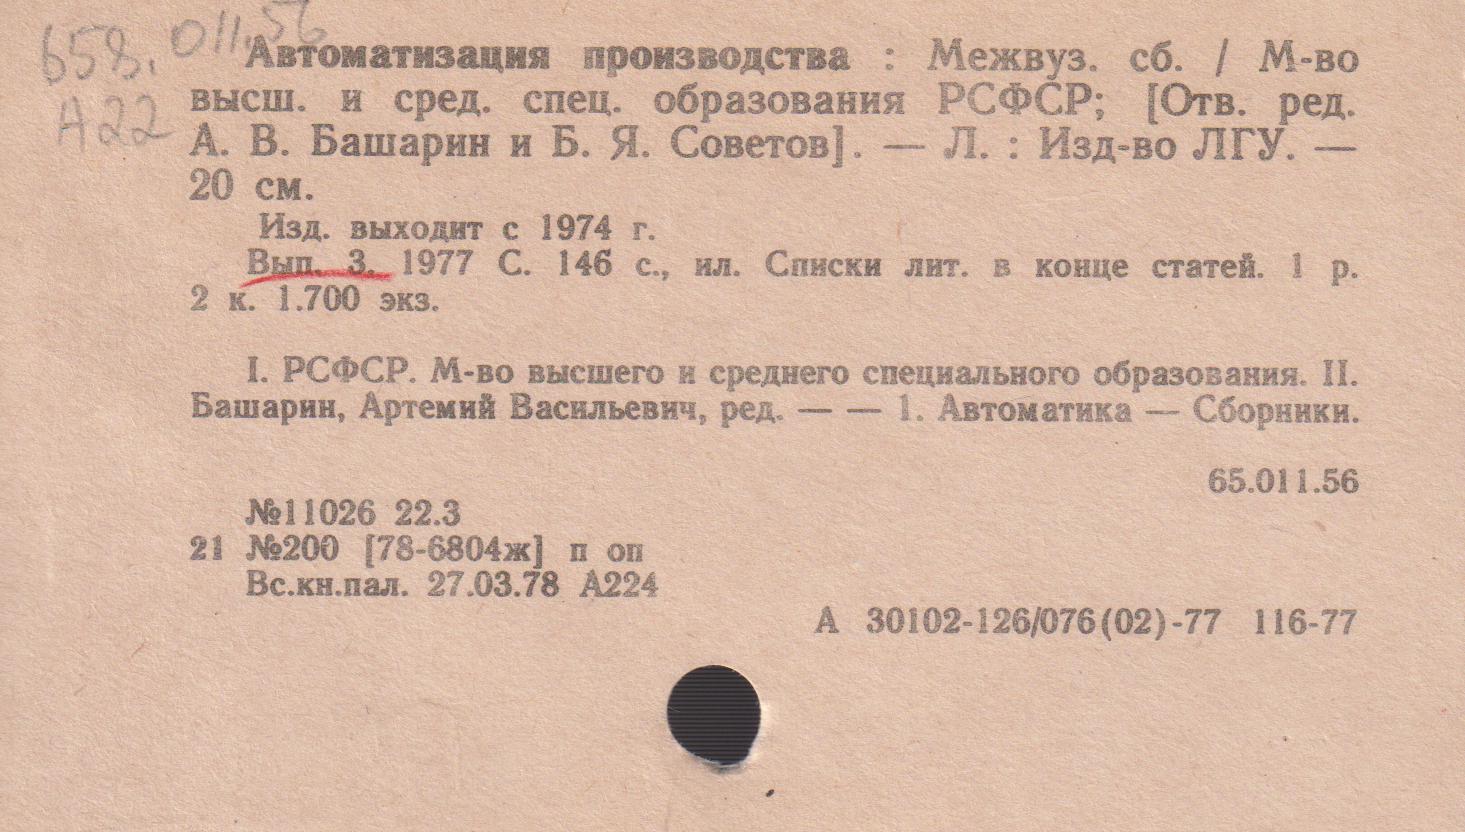 658.011.56
А22
Автоматизация производства : Межвуз. сб. / М-во
высш. и сред. спец. образования РСФСР; [Отв. ред.
А. В. Башарин и Б. Я. Советов]. — Л. : Изд-во ЛГУ. —
20 см.
Изд. выходит с 1974 г.
Вып. 3. 1977 С. 146 с., ил. Списки лит. в конце статей. 1 р.
2 к. 1.700 экз.
I. РСФСР. М-во высшего и среднего специального образования. II.
Башарин, Артемий Васильевич, ред. — — 1. Автоматика — Сборники.
65.011.56
№11026 22.3
21 №200 [78-6804ж] п оп
Вс.кн.пал. 27.03.78 А224
А 30102-126/076(02)-77 116-77